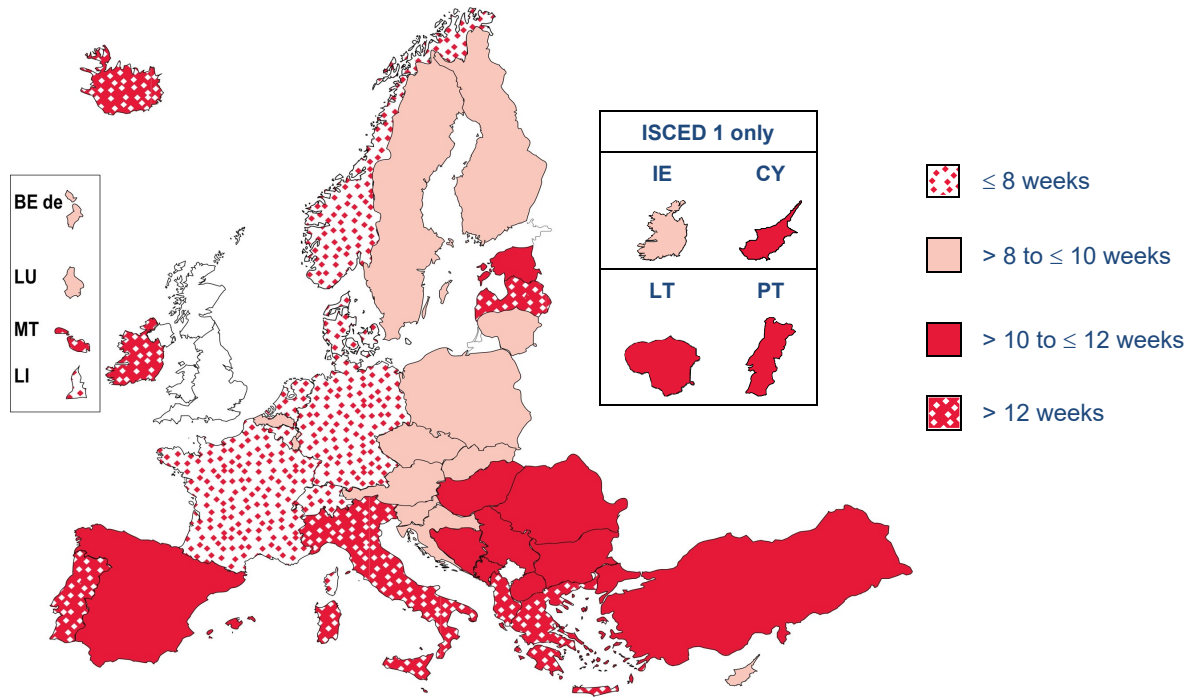 BE de
LU
MT
LI
ISCED 1 only
IE CY
LT PT
≤ 8 weeks
> 8 to ≤ 10 weeks
> 10 to ≤ 12 weeks
> 12 weeks